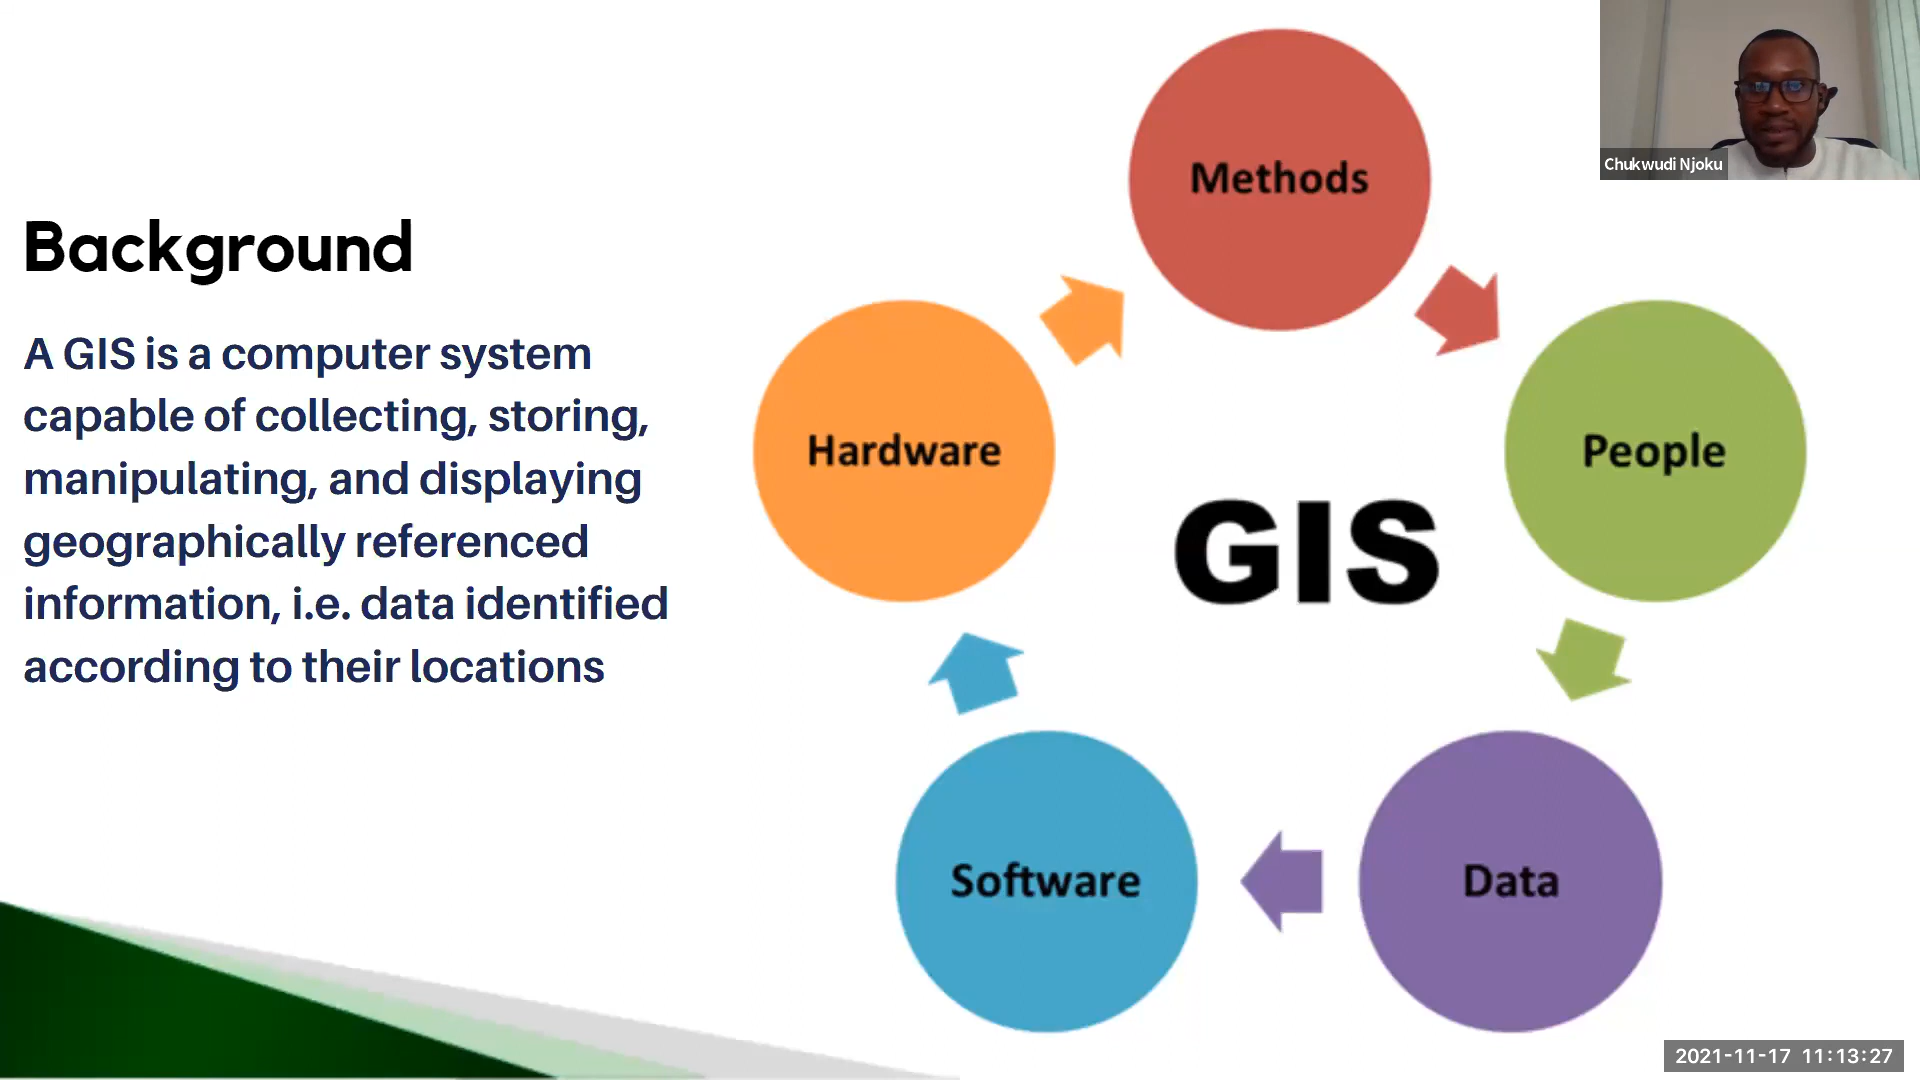 Background
A GIS is a computer system
capable of collecting, storing,
manipulating, and displaying
geographically referenced
information, i.e. data identified
according to their locations
Methods
Hardware
People
GIS
Software
Data
Chukwudi Njoku
2021-11-17 11:13:27